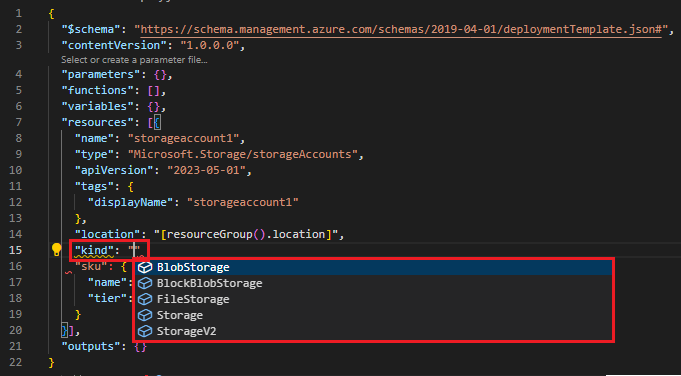 1 {
2 "$schema": "https://schema.management.azure.com/schemas/2019-04-01/deploymentTemplate.json#",
3 "contentVersion": "1.0.0.0",
Select or create a parameter file...
4 "parameters": {},
5 "functions": [],
6 "variables": {},
7 "resources": [{
8 "name": "storageaccount1",
9 "type": "Microsoft.Storage/storageAccounts",
10 "apiVersion": "2023-05-01",
11 "tags": {
12 "displayName": "storageaccount1"
13 },
14 "location": "[resourceGroup().location]",
15 "kind": ""
16 "sku": {
BlobStorage
17 "name":
BlockBlobStorage
18 "tier":
FileStorage
19 }
Storage
20 }],
StorageV2
21 "outputs": {}
22 }